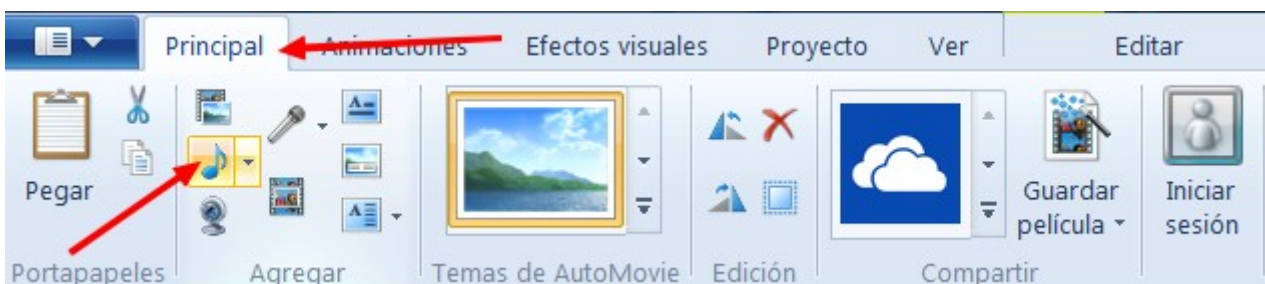 Principal Animaciones Efectos visuales Proyecto Ver Editar
Pegar
Guardar película
Iniciar sesión
Portapapeles Agregar Temas de AutoMovie Edición Compartir